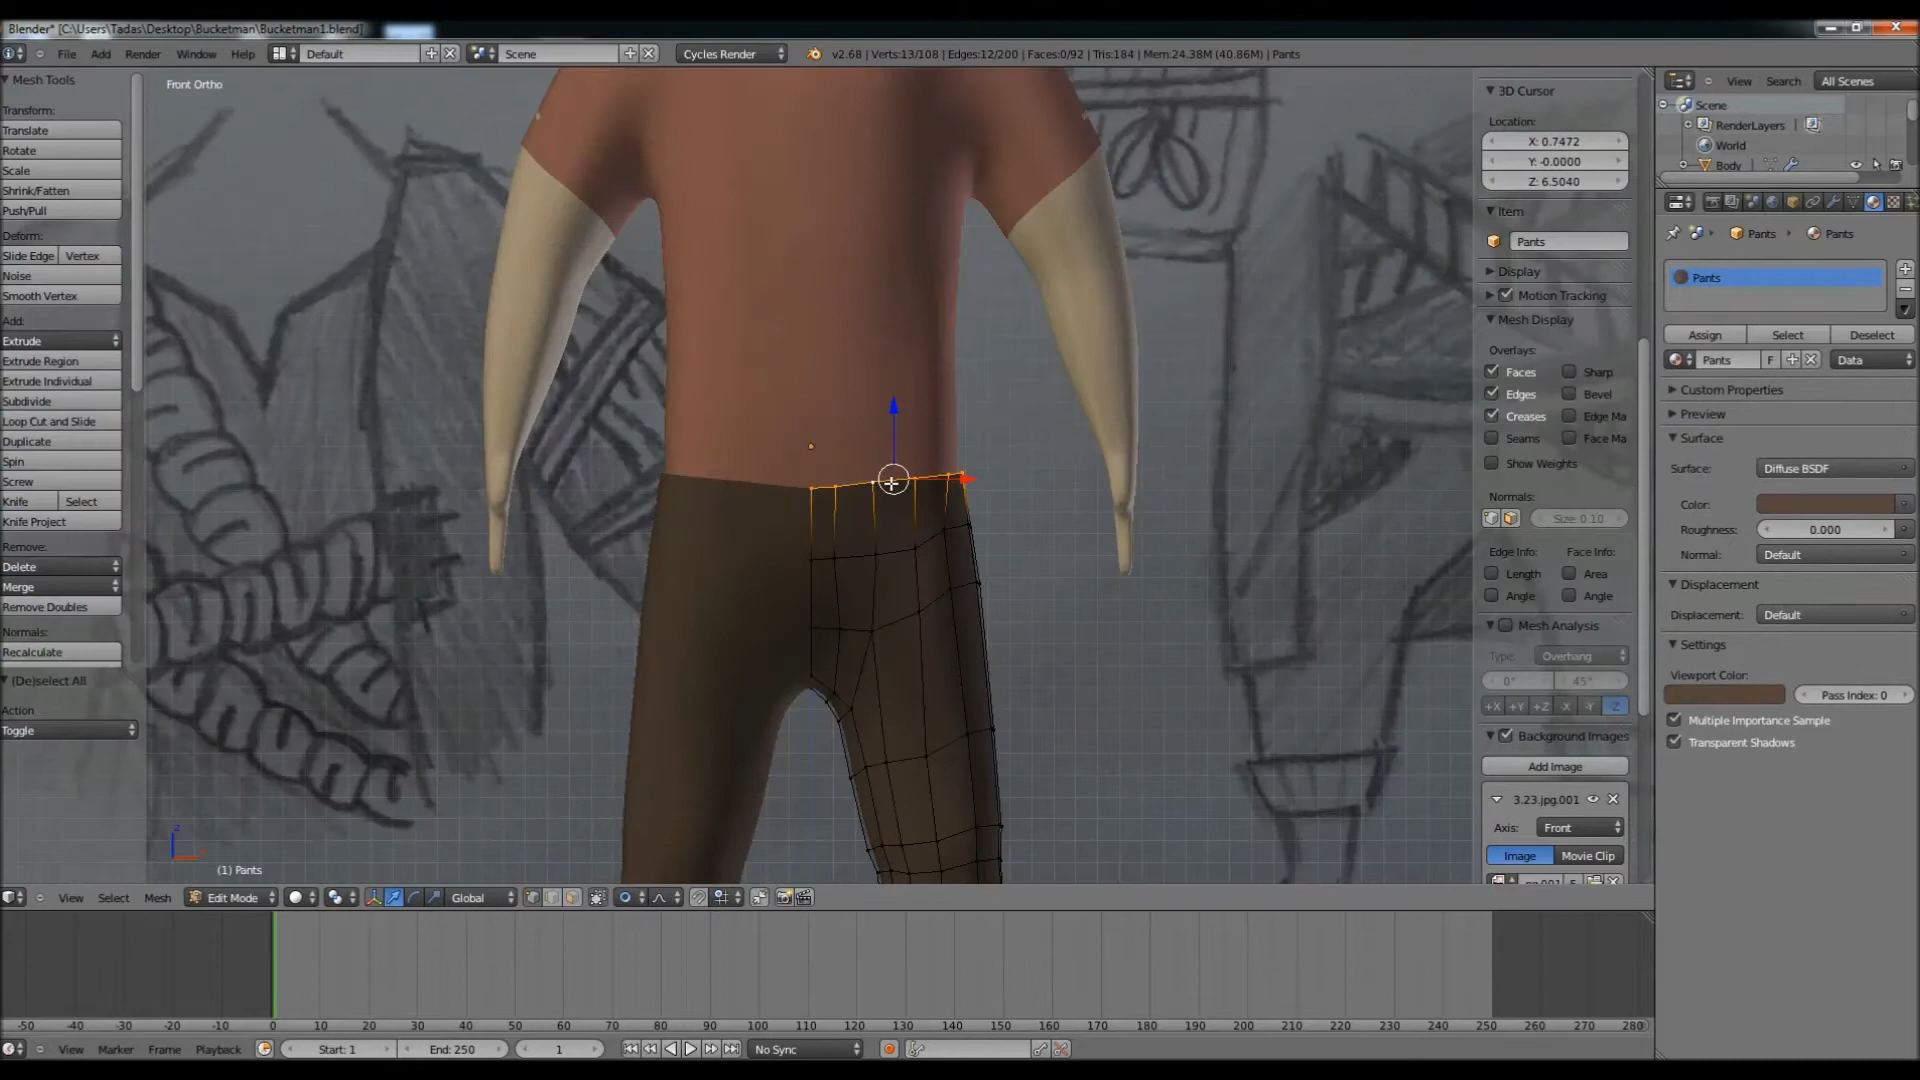 Blender* [C:\Users\Tadas\Desktop\Bucketman\Bucketman1.blend]
File Add Render Window Help Default Scene Cycles Render v2.68 | Verts:13/108 | Edges:12/200 | Faces:0/92 | Tris:184 | Mem:24.38M (40.86M) | Pants
Mesh Tools
Transform:
Translate
Rotate
Scale
Shrink/Fatten
Push/Pull
Deform:
Slide Edge Vertex
Noise
Smooth Vertex
Add:
Extrude
Extrude Region
Extrude Individual
Subdivide
Loop Cut and Slide
Duplicate
Spin
Screw
Knife Select
Knife Project
Remove:
Delete
Merge
Remove Doubles
Normals:
Recalculate
(De)select All
Action
Toggle
Front Ortho
(1) Pants
3D Cursor
Location:
X: 0.7472
Y: -0.0000
Z: 6.5040
Item
Pants
Display
Motion Tracking
Mesh Display
Overlays:
Faces Sharp
Edges Bevel
Creases Edge Ma
Seams Face Ma
Show Weights
Normals:
Size: 0.10
Edge Info: Face Info:
Length Area
Angle Angle
Mesh Analysis
Type: Overhang
0° 45°
+X +Y +Z -X -Y -Z
Background Images
Add Image
3.23.jpg.001
Axis: Front
Image Movie Clip
View Search All Scenes
Scene
RenderLayers
World
Body
Pants Pants
Pants
Assign Select Deselect
Pants F Data
Custom Properties
Preview
Surface
Surface: Diffuse BSDF
Color:
Roughness: 0.000
Normal: Default
Displacement
Displacement: Default
Settings
Viewport Color:
Pass Index: 0
Multiple Importance Sample
Transparent Shadows
View Select Mesh Edit Mode Global
-50 -40 -30 -20 -10 0 10 20 30 40 50 60 70 80 90 100 110 120 130 140 150 160 170 180 190 200 210 220 230 240 250 260 270 280
View Marker Frame Playback Start: 1 End: 250 1 No Sync